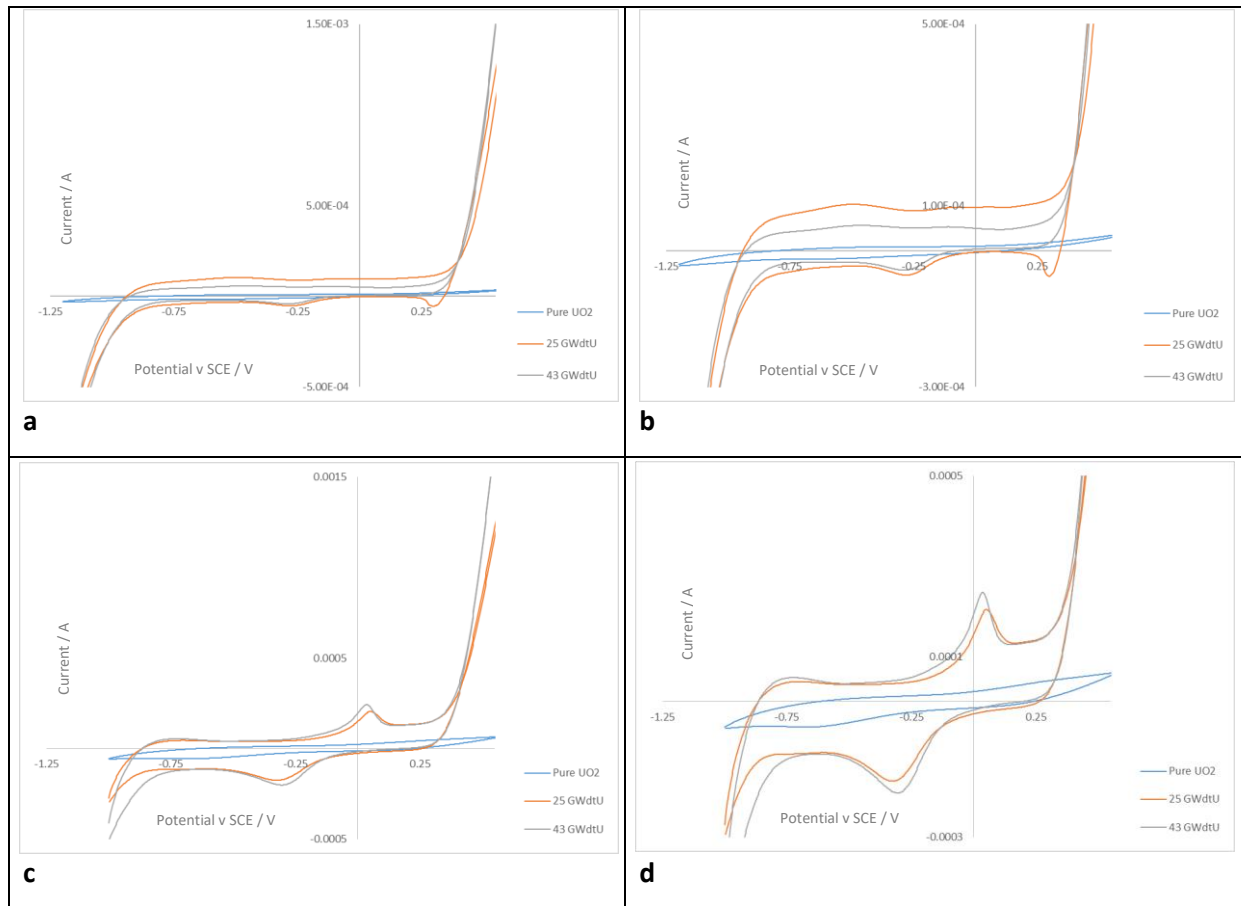 1.50E-03
Current / A
5.00E-04
-1.25
-0.75
-0.25
0.25
Pure UO2
25 GWdtU
43 GWdtU
Potential v SCE / V
-5.00E-04
a
5.00E-04
Current / A
1.00E-04
-1.25
-0.75
-0.25
0.25
Pure UO2
25 GWdtU
43 GWdtU
Potential v SCE / V
-3.00E-04
b
0.0015
Current / A
0.0005
-1.25
-0.75
-0.25
0.25
Pure UO2
25 GWdtU
43 GWdtU
Potential v SCE / V
-0.0005
c
0.0005
Current / A
0.0001
-1.25
-0.75
-0.25
0.25
Pure UO2
25 GWdtU
43 GWdtU
Potential v SCE / V
-0.0003
d